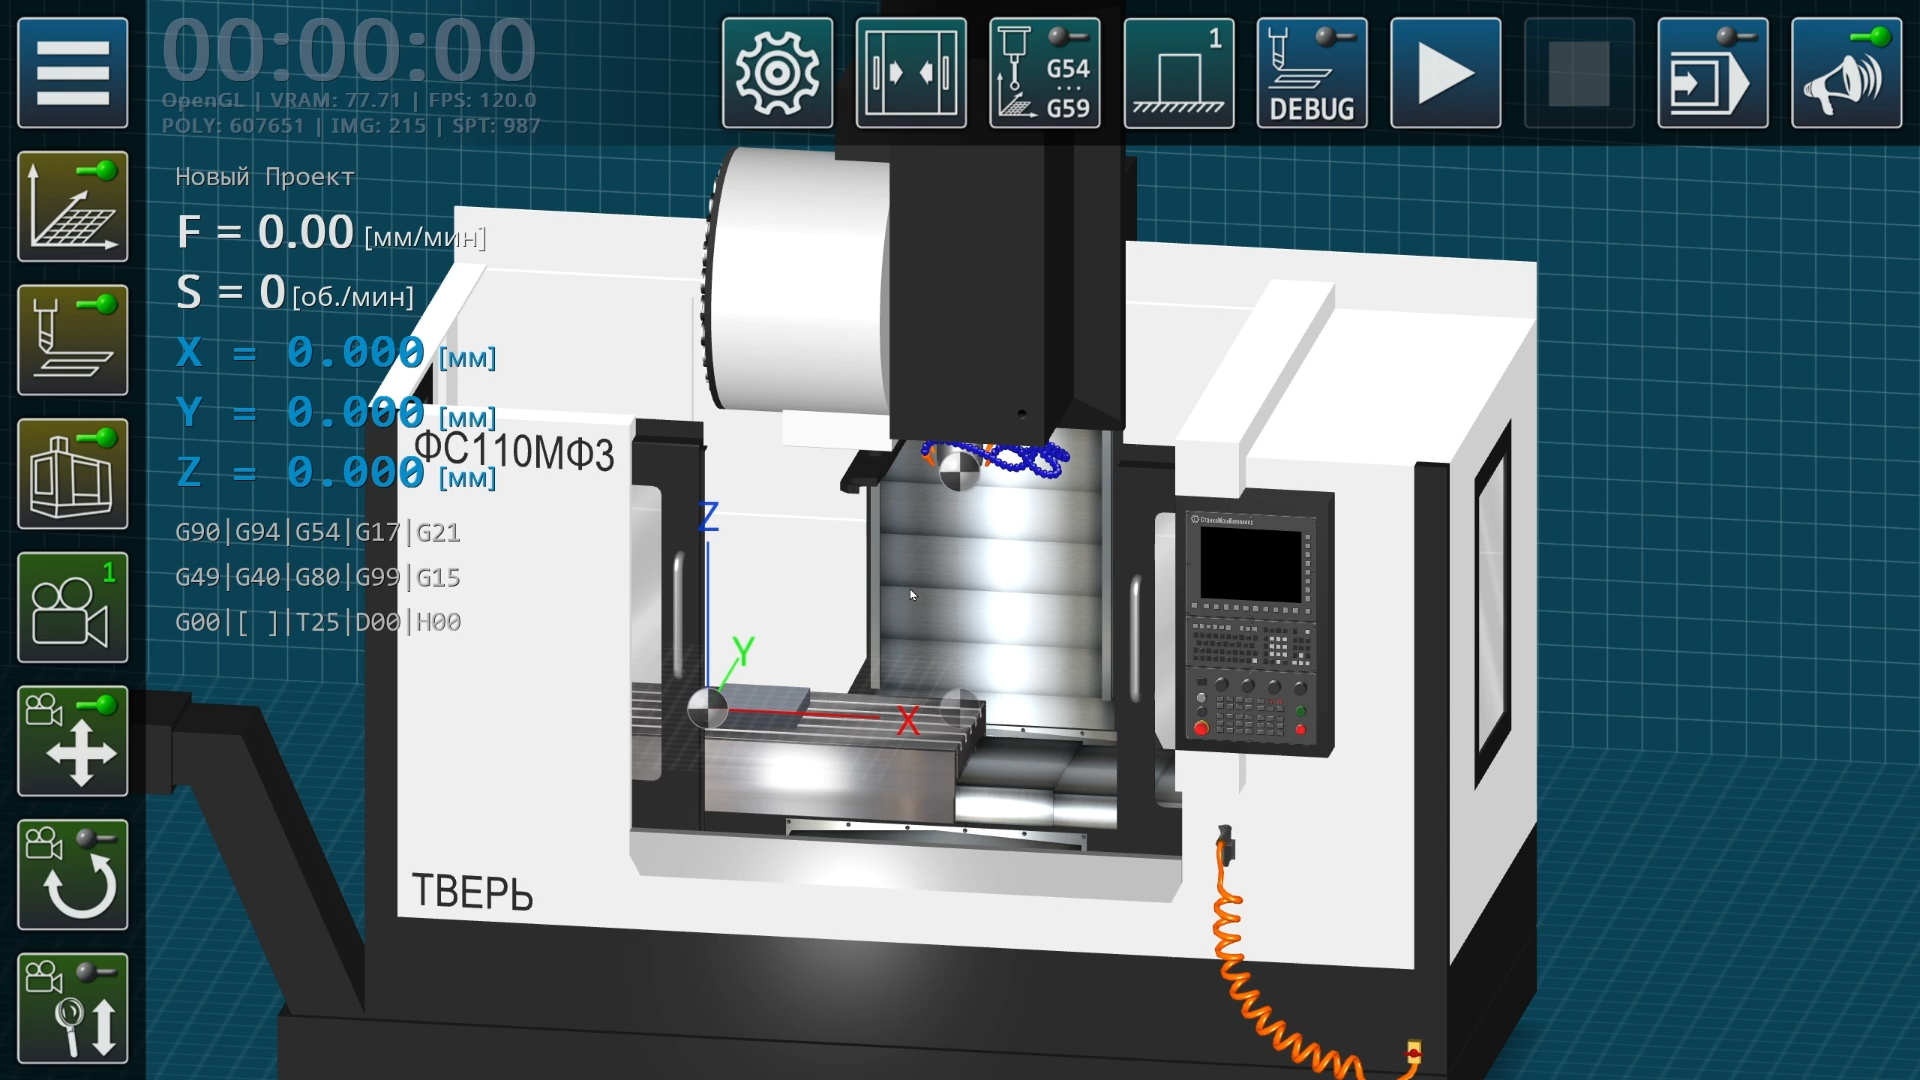 00:00:00
OpenGL | VRAM: 77.71 | FPS: 120.0
POLY: 607651 | IMG: 215 | SPT: 987
G54
...
G59
1
DEBUG
Новый Проект
F = 0.00 [мм/мин]
S = 0 [об./мин]
X = 0.000 [мм]
Y = 0.000 [мм]
Z = 0.000 [мм]
G90|G94|G54|G17|G21
G49|G40|G80|G99|G15
G00|[ ]|T25|D00|H00
1
ФС110МФ3
Z
Y
X
СтанкоМашКомплекс
ТВЕРЬ